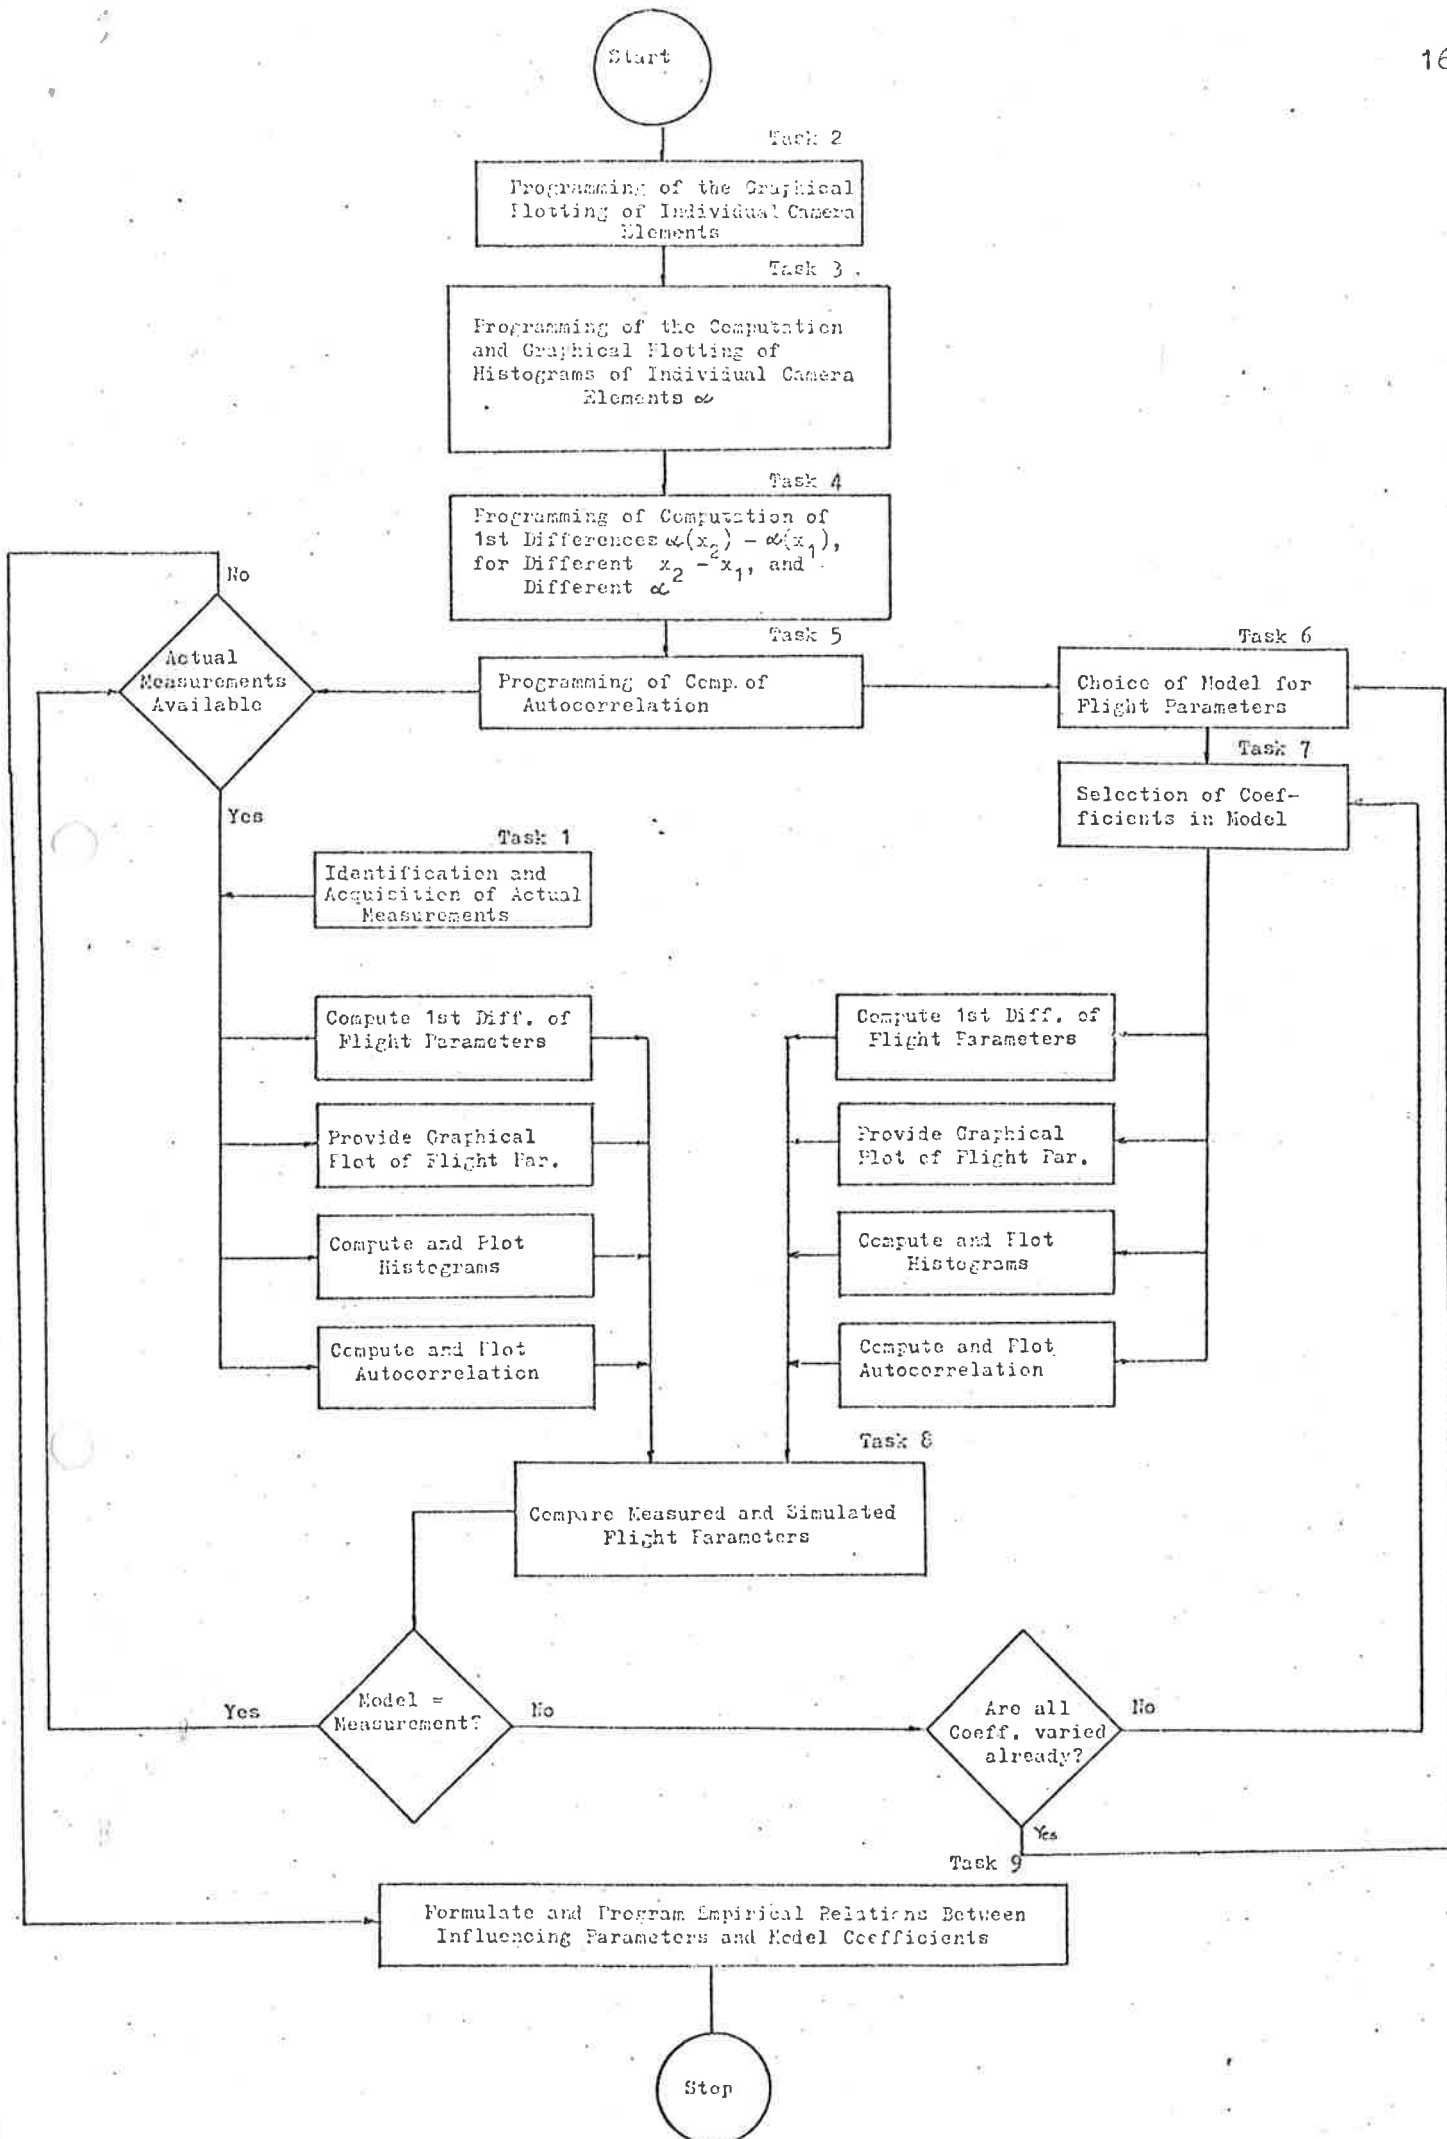 16
Start
Task 2
Programming of the Graphical
Plotting of Individual Camera
Elements
Task 3
Programming of the Computation
and Graphical Plotting of
Histograms of Individual Camera
Elements α
Task 4
Programming of Computation of
1st Differences α(x₂) - α(x₁),
for Different x₂ - x₁, and
Different α
Task 5
Programming of Comp. of
Autocorrelation
No
Actual
Measurements
Available
Yes
Task 6
Choice of Model for
Flight Parameters
Task 7
Selection of Coef-
ficients in Model
Task 1
Identification and
Acquisition of Actual
Measurements
Compute 1st Diff. of
Flight Parameters
Provide Graphical
Plot of Flight Par.
Compute and Plot
Histograms
Compute and Plot
Autocorrelation
Compute 1st Diff. of
Flight Parameters
Provide Graphical
Plot of Flight Par.
Compute and Plot
Histograms
Compute and Plot
Autocorrelation
Task 8
Compare Measured and Simulated
Flight Parameters
Yes
Model =
Measurement?
No
Are all
Coeff. varied
already?
No
Yes
Task 9
Formulate and Program Empirical Relations Between
Influencing Parameters and Model Coefficients
Stop